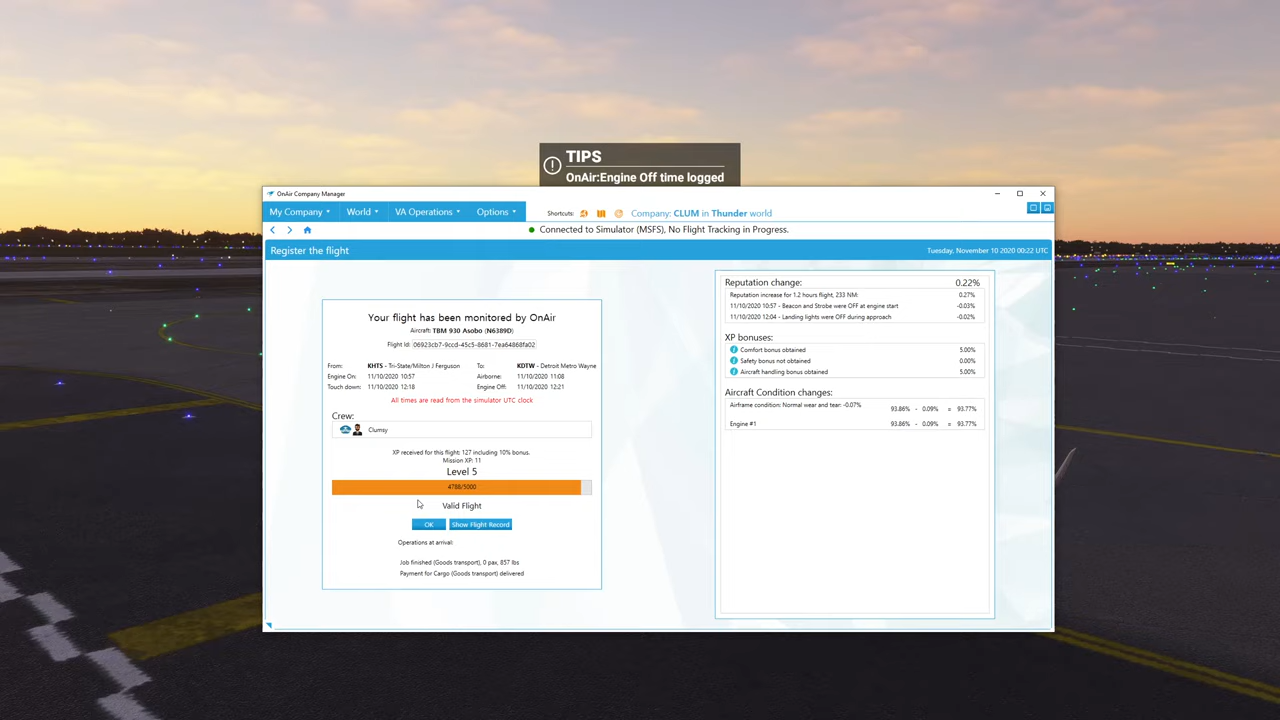 TIPS
OnAir:Engine Off time logged
OnAir Company Manager
My Company World VA Operations Options Shortcuts: Company: CLUM in Thunder world
Connected to Simulator (MSFS), No Flight Tracking in Progress.
Register the flight Tuesday, November 10 2020 00:22 UTC
Your flight has been monitored by OnAir
Aircraft: TBM 930 Asobo (N6389D)
Flight Id: 06923cb7-9ccd-45c5-8681-7ea64868fa02
From: KHTS - Tri-State/Milton J Ferguson To: KDTW - Detroit Metro Wayne
Engine On: 11/10/2020 10:57 Airborne: 11/10/2020 11:08
Touch down: 11/10/2020 12:18 Engine Off: 11/10/2020 12:21
All times are read from the simulator UTC clock
Crew:
Clumsy
XP received for this flight: 127 including 10% bonus.
Mission XP: 11
Level 5
4788/5000
Valid Flight
OK Show Flight Record
Operations at arrival:
Job finished (Goods transport), 0 pax, 857 lbs
Payment for Cargo (Goods transport) delivered
Reputation change: 0.22%
Reputation increase for 1.2 hours flight, 233 NM: 0.27%
11/10/2020 10:57 - Beacon and Strobe were OFF at engine start -0.03%
11/10/2020 12:04 - Landing lights were OFF during approach -0.02%
XP bonuses:
Comfort bonus obtained 5.00%
Safety bonus not obtained 0.00%
Aircraft handling bonus obtained 5.00%
Aircraft Condition changes:
Airframe condition: Normal wear and tear: -0.07% 93.86% - 0.09% = 93.77%
Engine #1 93.86% - 0.09% = 93.77%